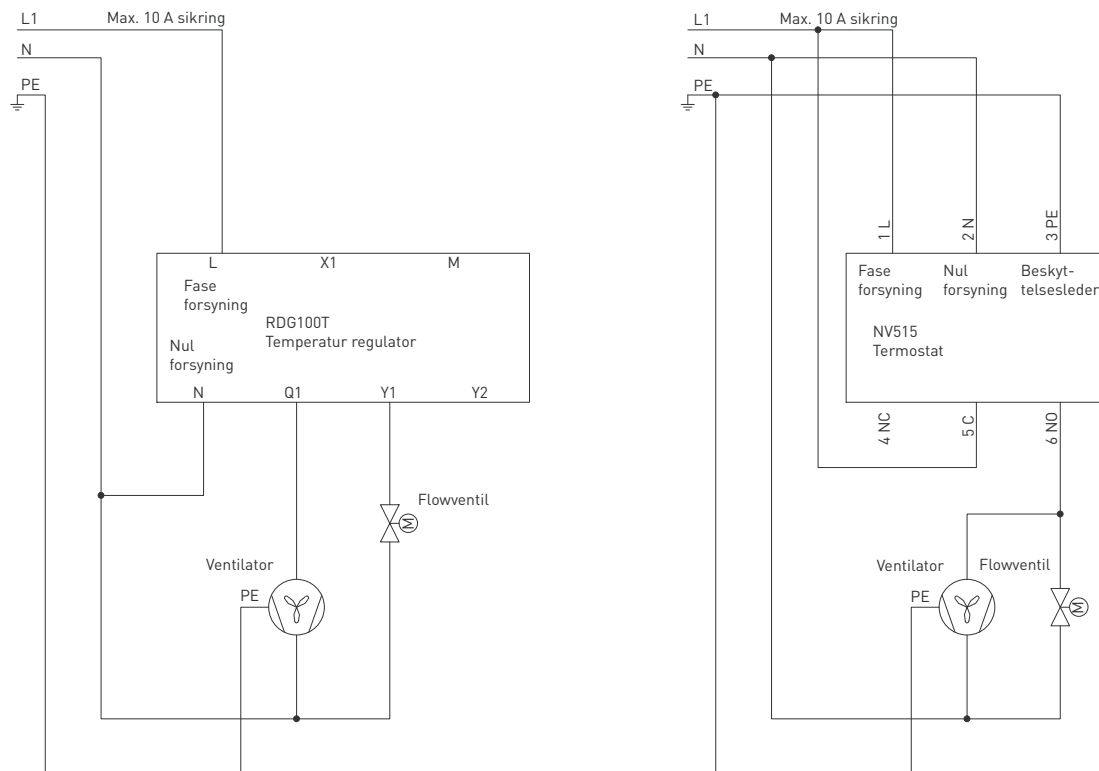 L1
Max. 10 A sikring
N
PE
L
X1
M
Fase
forsyning
RDG100T
Temperatur regulator
Nul
forsyning
N
Q1
Y1
Y2
Flowventil
M
Ventilator
PE
L1
Max. 10 A sikring
N
PE
1 L
2 N
3 PE
Fase
forsyning
Nul
forsyning
Beskyt-
telsesleder
NV515
Termostat
4 NC
5 C
6 NO
Ventilator
Flowventil
PE
M